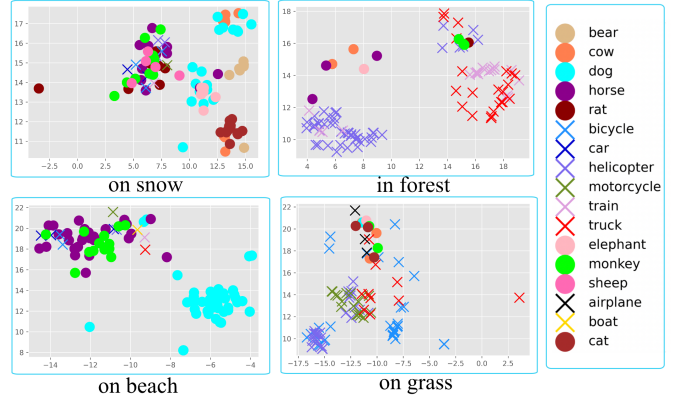 17
16
15
14
13
12
11
−2.5 0.0 2.5 5.0 7.5 10.0 12.5 15.0
on snow
18
16
14
12
10
4 6 8 10 12 14 16 18
in forest
22
20
18
16
14
12
10
8
−14 −12 −10 −8 −6 −4
on beach
22
20
18
16
14
12
10
−17.5 −15.0 −12.5 −10.0 −7.5 −5.0 −2.5 0.0 2.5
on grass
bear
cow
dog
horse
rat
bicycle
car
helicopter
motorcycle
train
truck
elephant
monkey
sheep
airplane
boat
cat